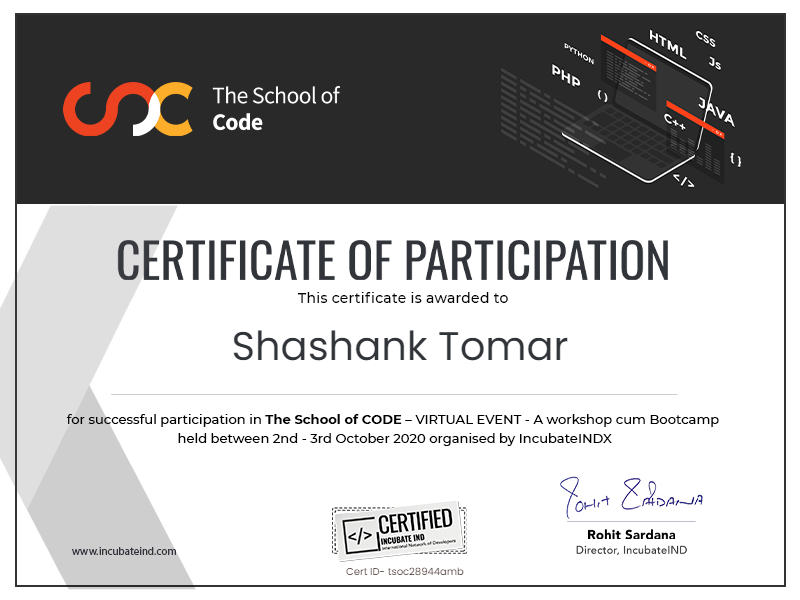 HTML
CSS
PYTHON
Js
PHP
( )
JAVA
C++
{ }
</>
SOC
The School of
Code
CERTIFICATE OF PARTICIPATION
This certificate is awarded to
Shashank Tomar
for successful participation in The School of CODE – VIRTUAL EVENT - A workshop cum Bootcamp
held between 2nd - 3rd October 2020 organised by IncubateINDX
Rohit Sardana
Rohit Sardana
Director, IncubateIND
</> CERTIFIED
INCUBATE IND
International Network of Developers
www.incubateind.com
Cert ID- tsoc28944amb